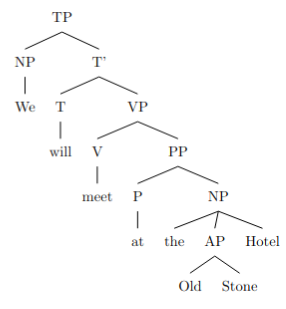 TP
NP T'
We T VP
will V PP
meet P NP
at the AP Hotel
Old Stone